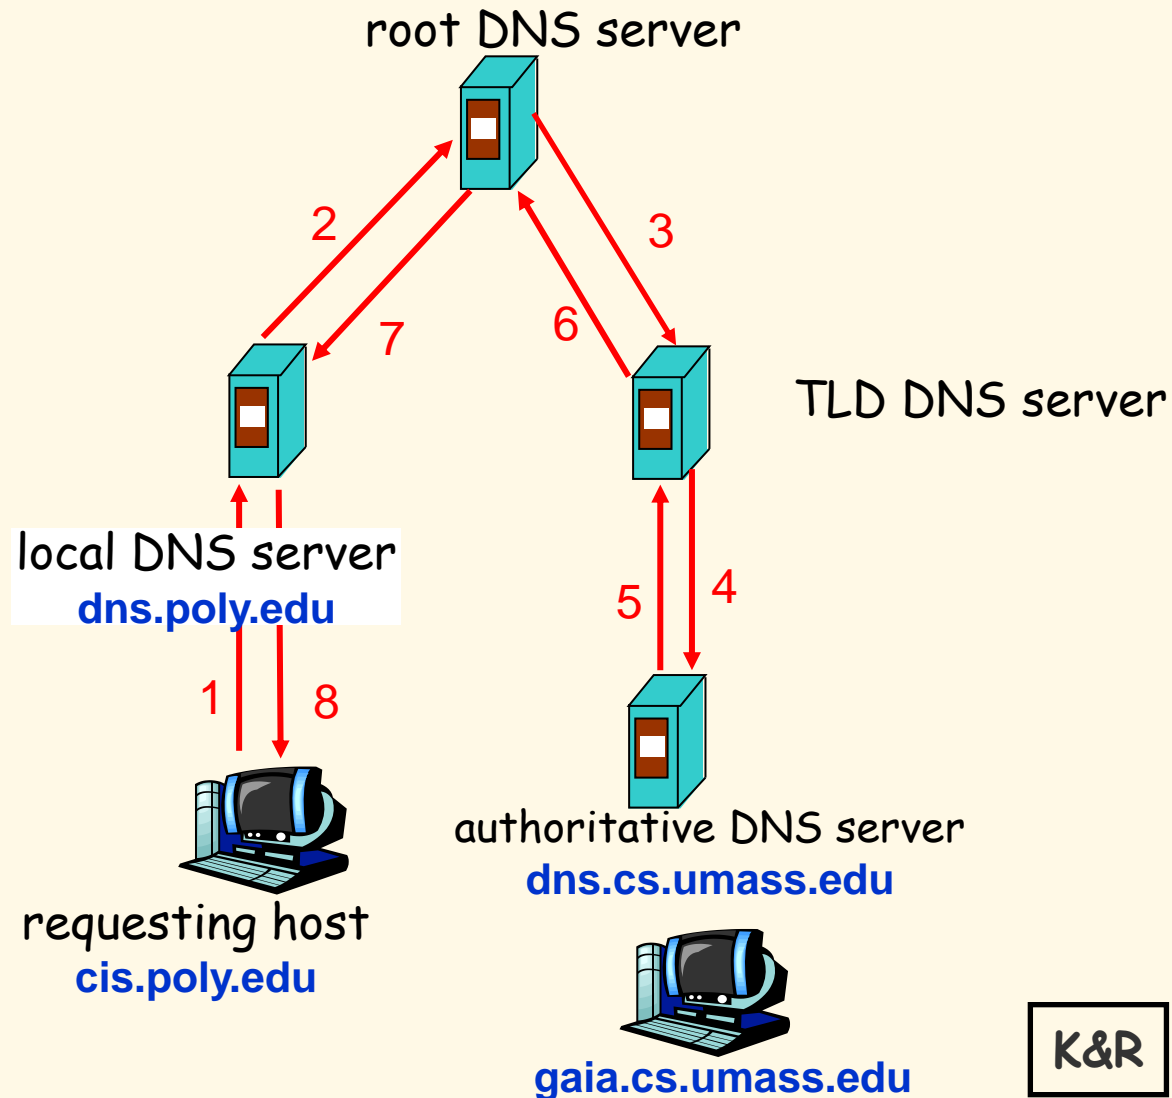 root DNS server
2
3
7
6
TLD DNS server
local DNS server
dns.poly.edu
5
4
1
8
authoritative DNS server
dns.cs.umass.edu
requesting host
cis.poly.edu
gaia.cs.umass.edu
K&R